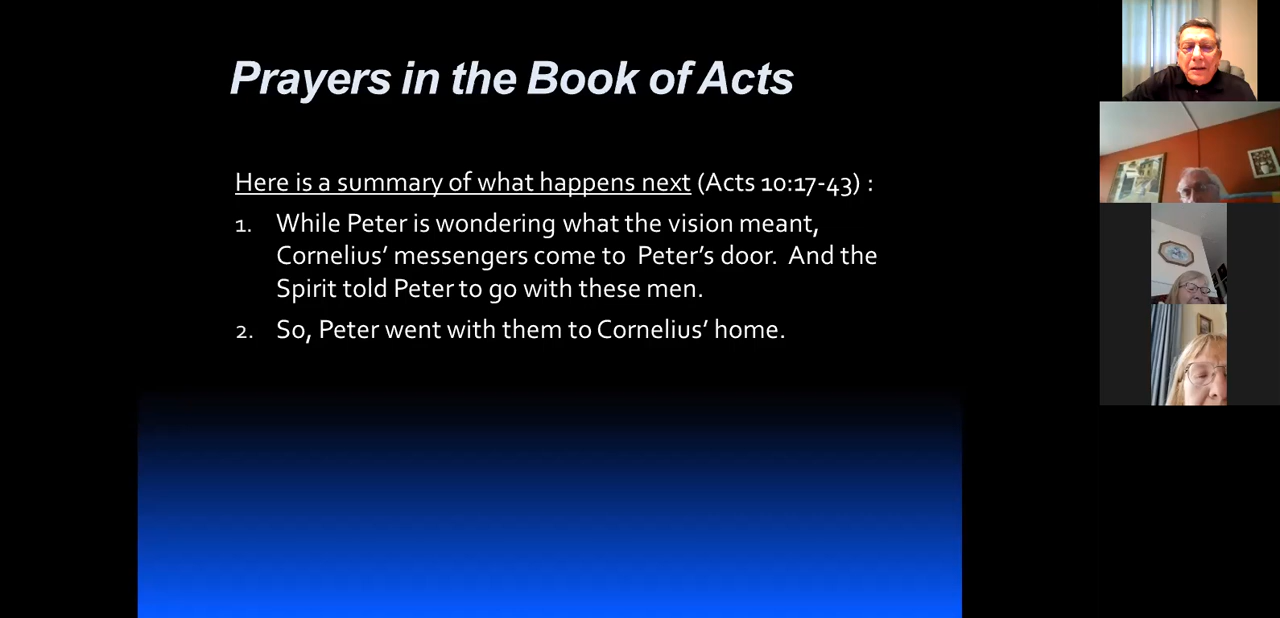 Prayers in the Book of Acts
Here is a summary of what happens next (Acts 10:17-43) :
1. While Peter is wondering what the vision meant,
Cornelius’ messengers come to  Peter’s door.  And the
Spirit told Peter to go with these men.
2. So, Peter went with them to Cornelius’ home.